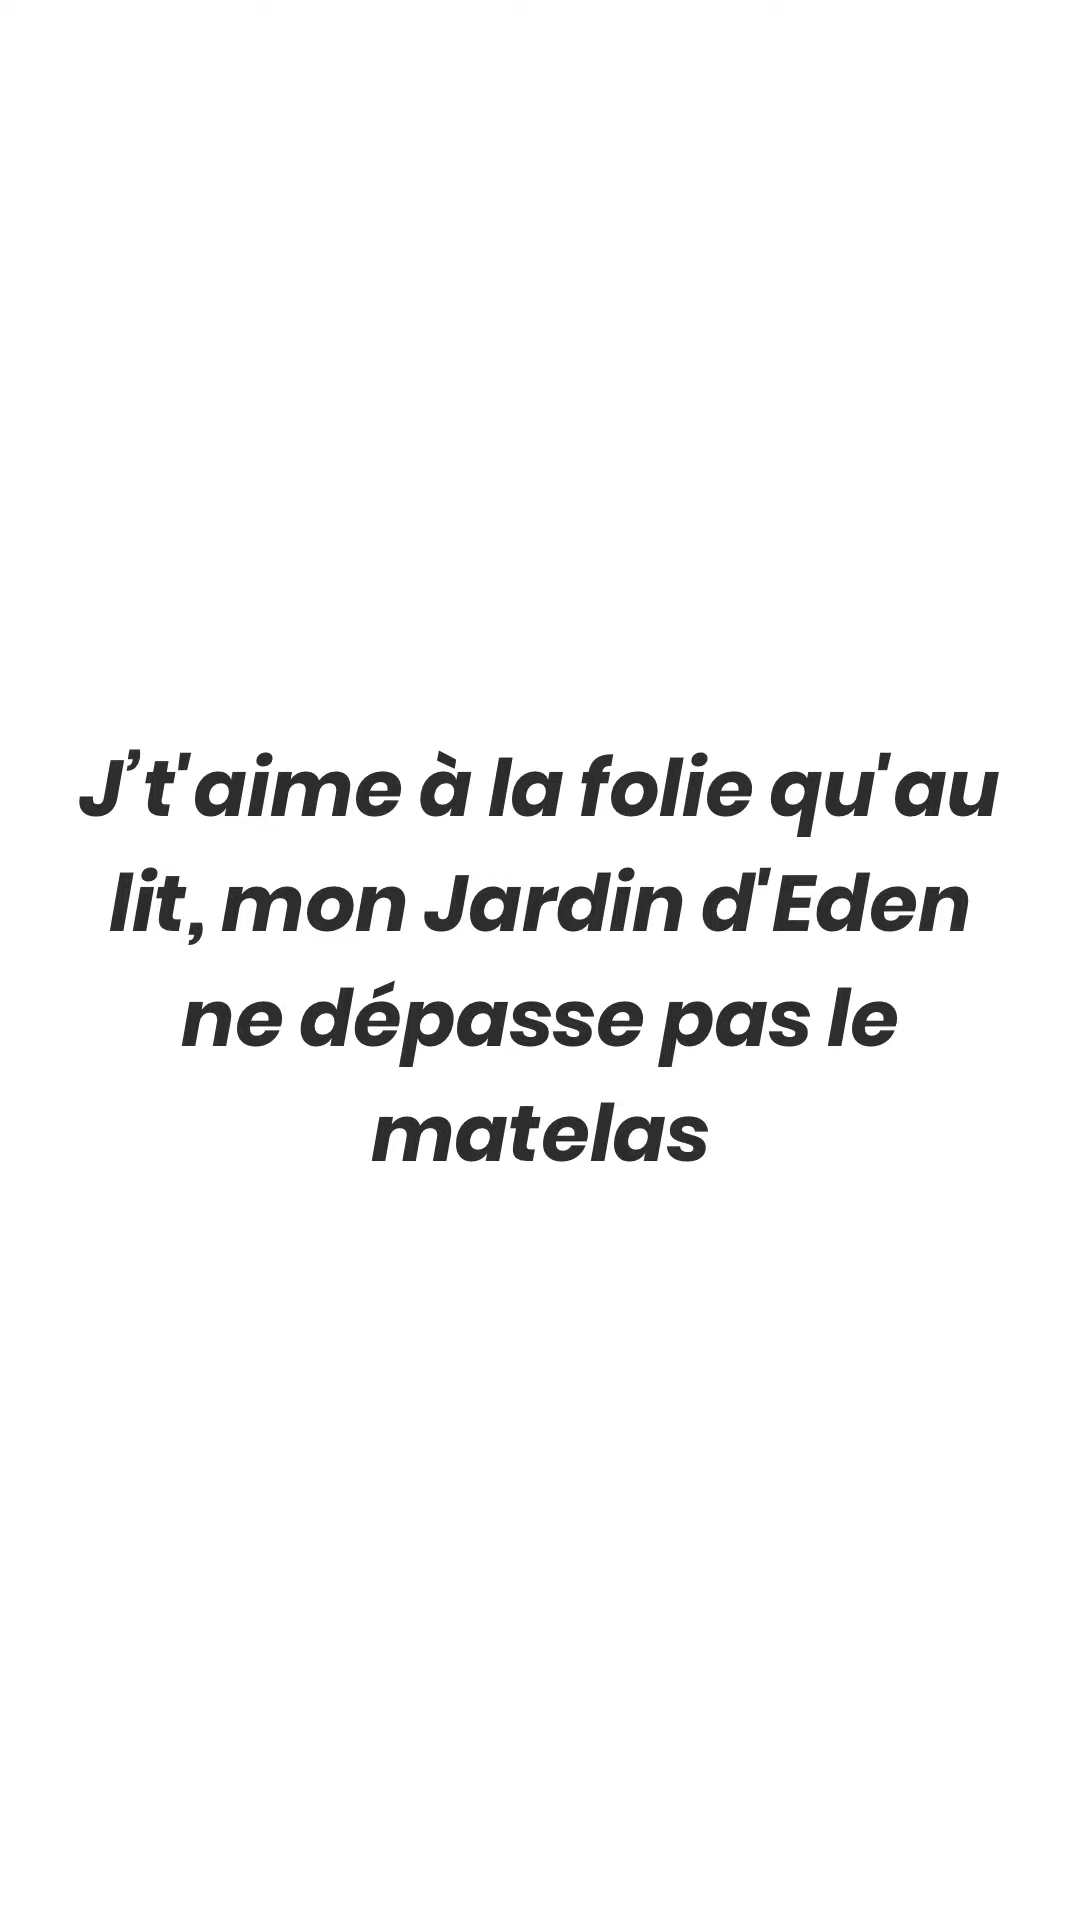 J’t'aime à la folie qu'au
lit, mon Jardin d'Eden
ne dépasse pas le
matelas